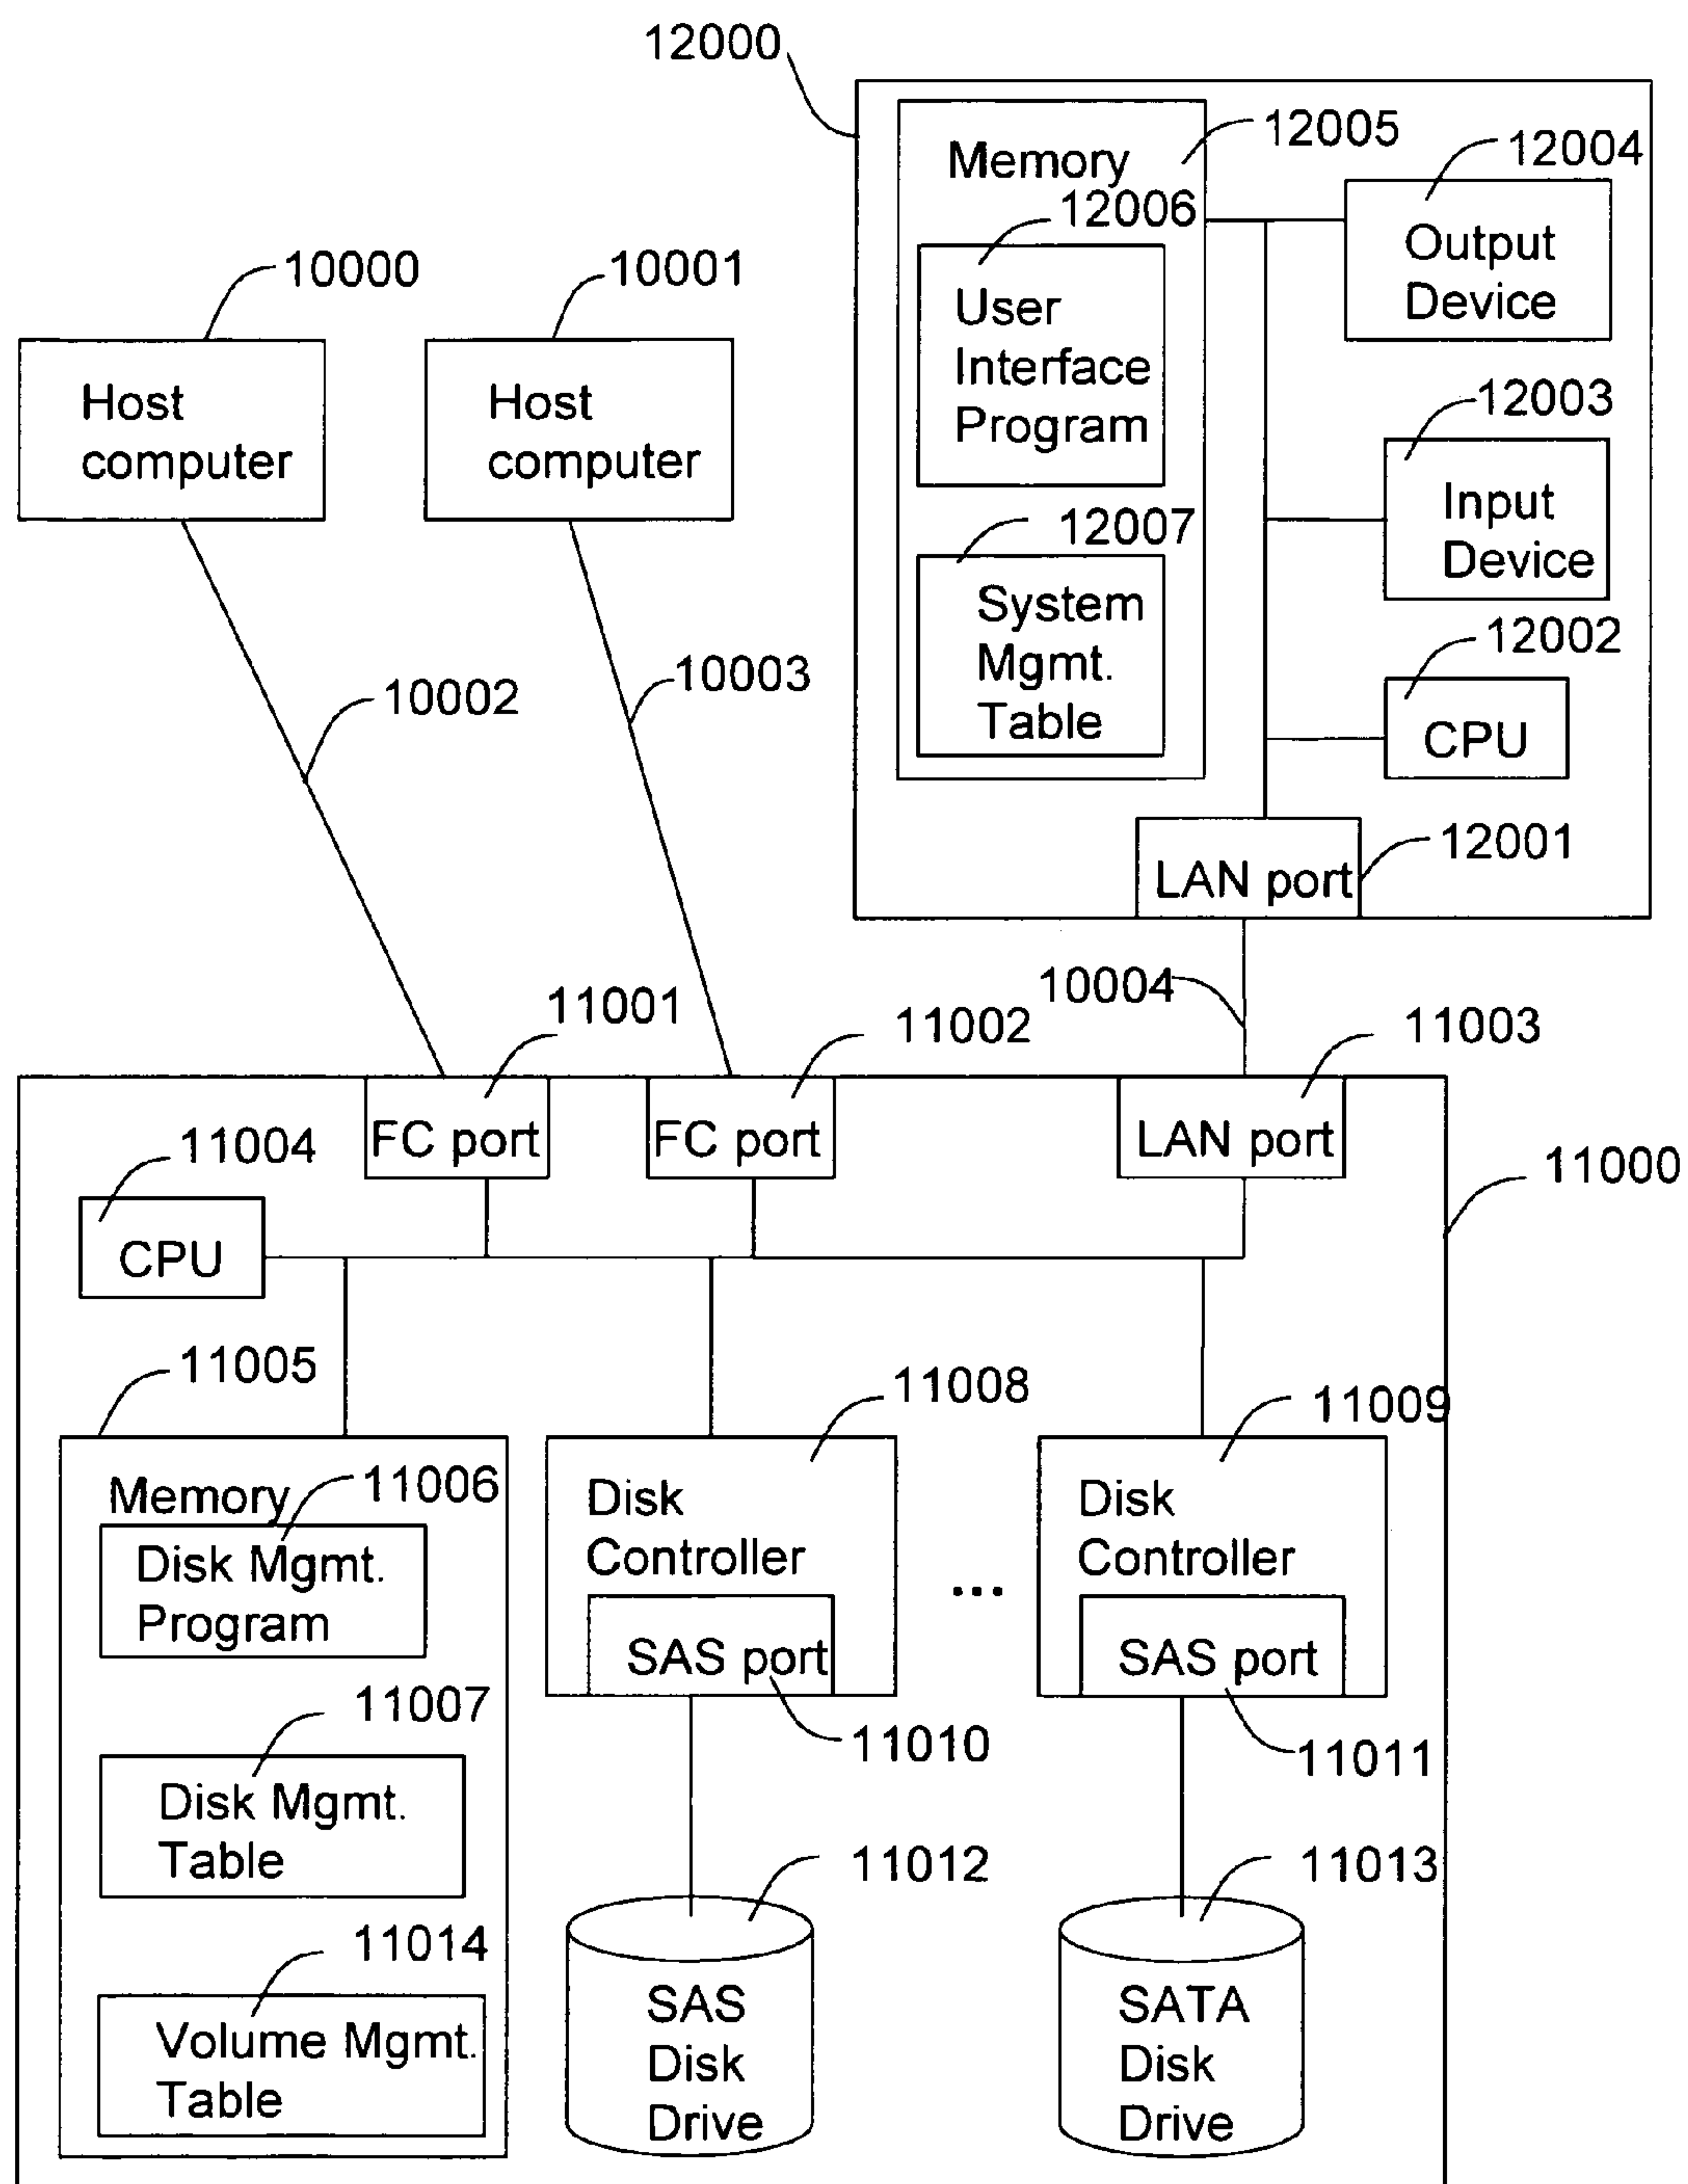 12000
12005
12004
Memory
12006
Output
Device
10000
10001
User
Interface
Program
12003
Host
computer
Host
computer
Input
Device
12007
System
Mgmt.
Table
12002
CPU
10002
10003
12001
LAN port
10004
11001
11002
11003
FC port
FC port
LAN port
11004
11000
CPU
11005
11008
11009
Memory
11006
Disk Mgmt.
Program
Disk
Controller
...
Disk
Controller
SAS port
SAS port
11007
11010
11011
Disk Mgmt.
Table
11012
11013
11014
Volume Mgmt.
Table
SAS
Disk
Drive
SATA
Disk
Drive